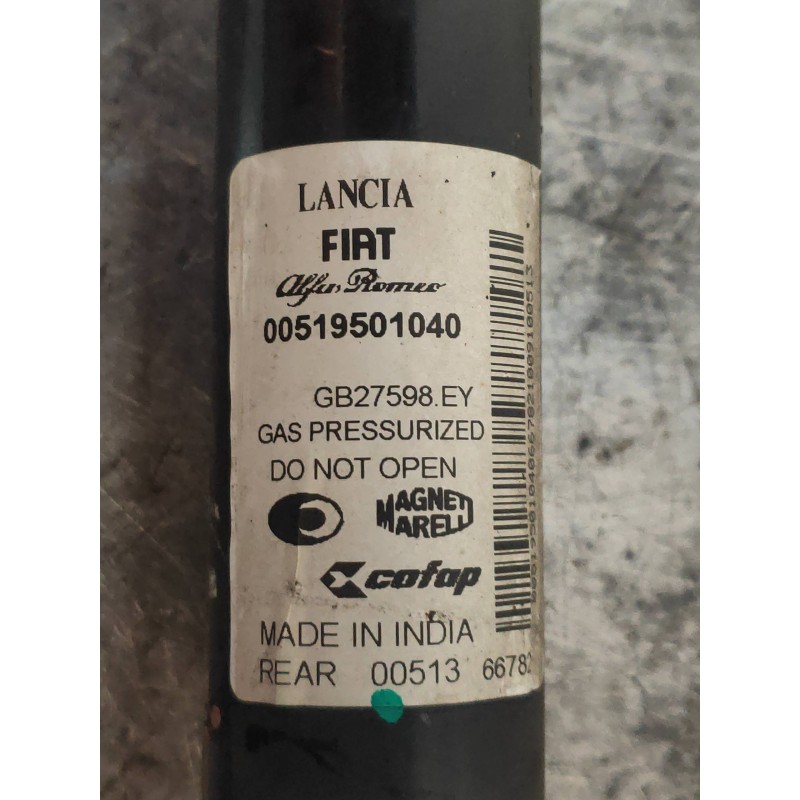 LANCIA
FIAT
Alfa Romeo
00519501040
GB27598.EY
GAS PRESSURIZED
DO NOT OPEN
MAGNETI
MARELLI
cofap
MADE IN INDIA
REAR 00513 66782